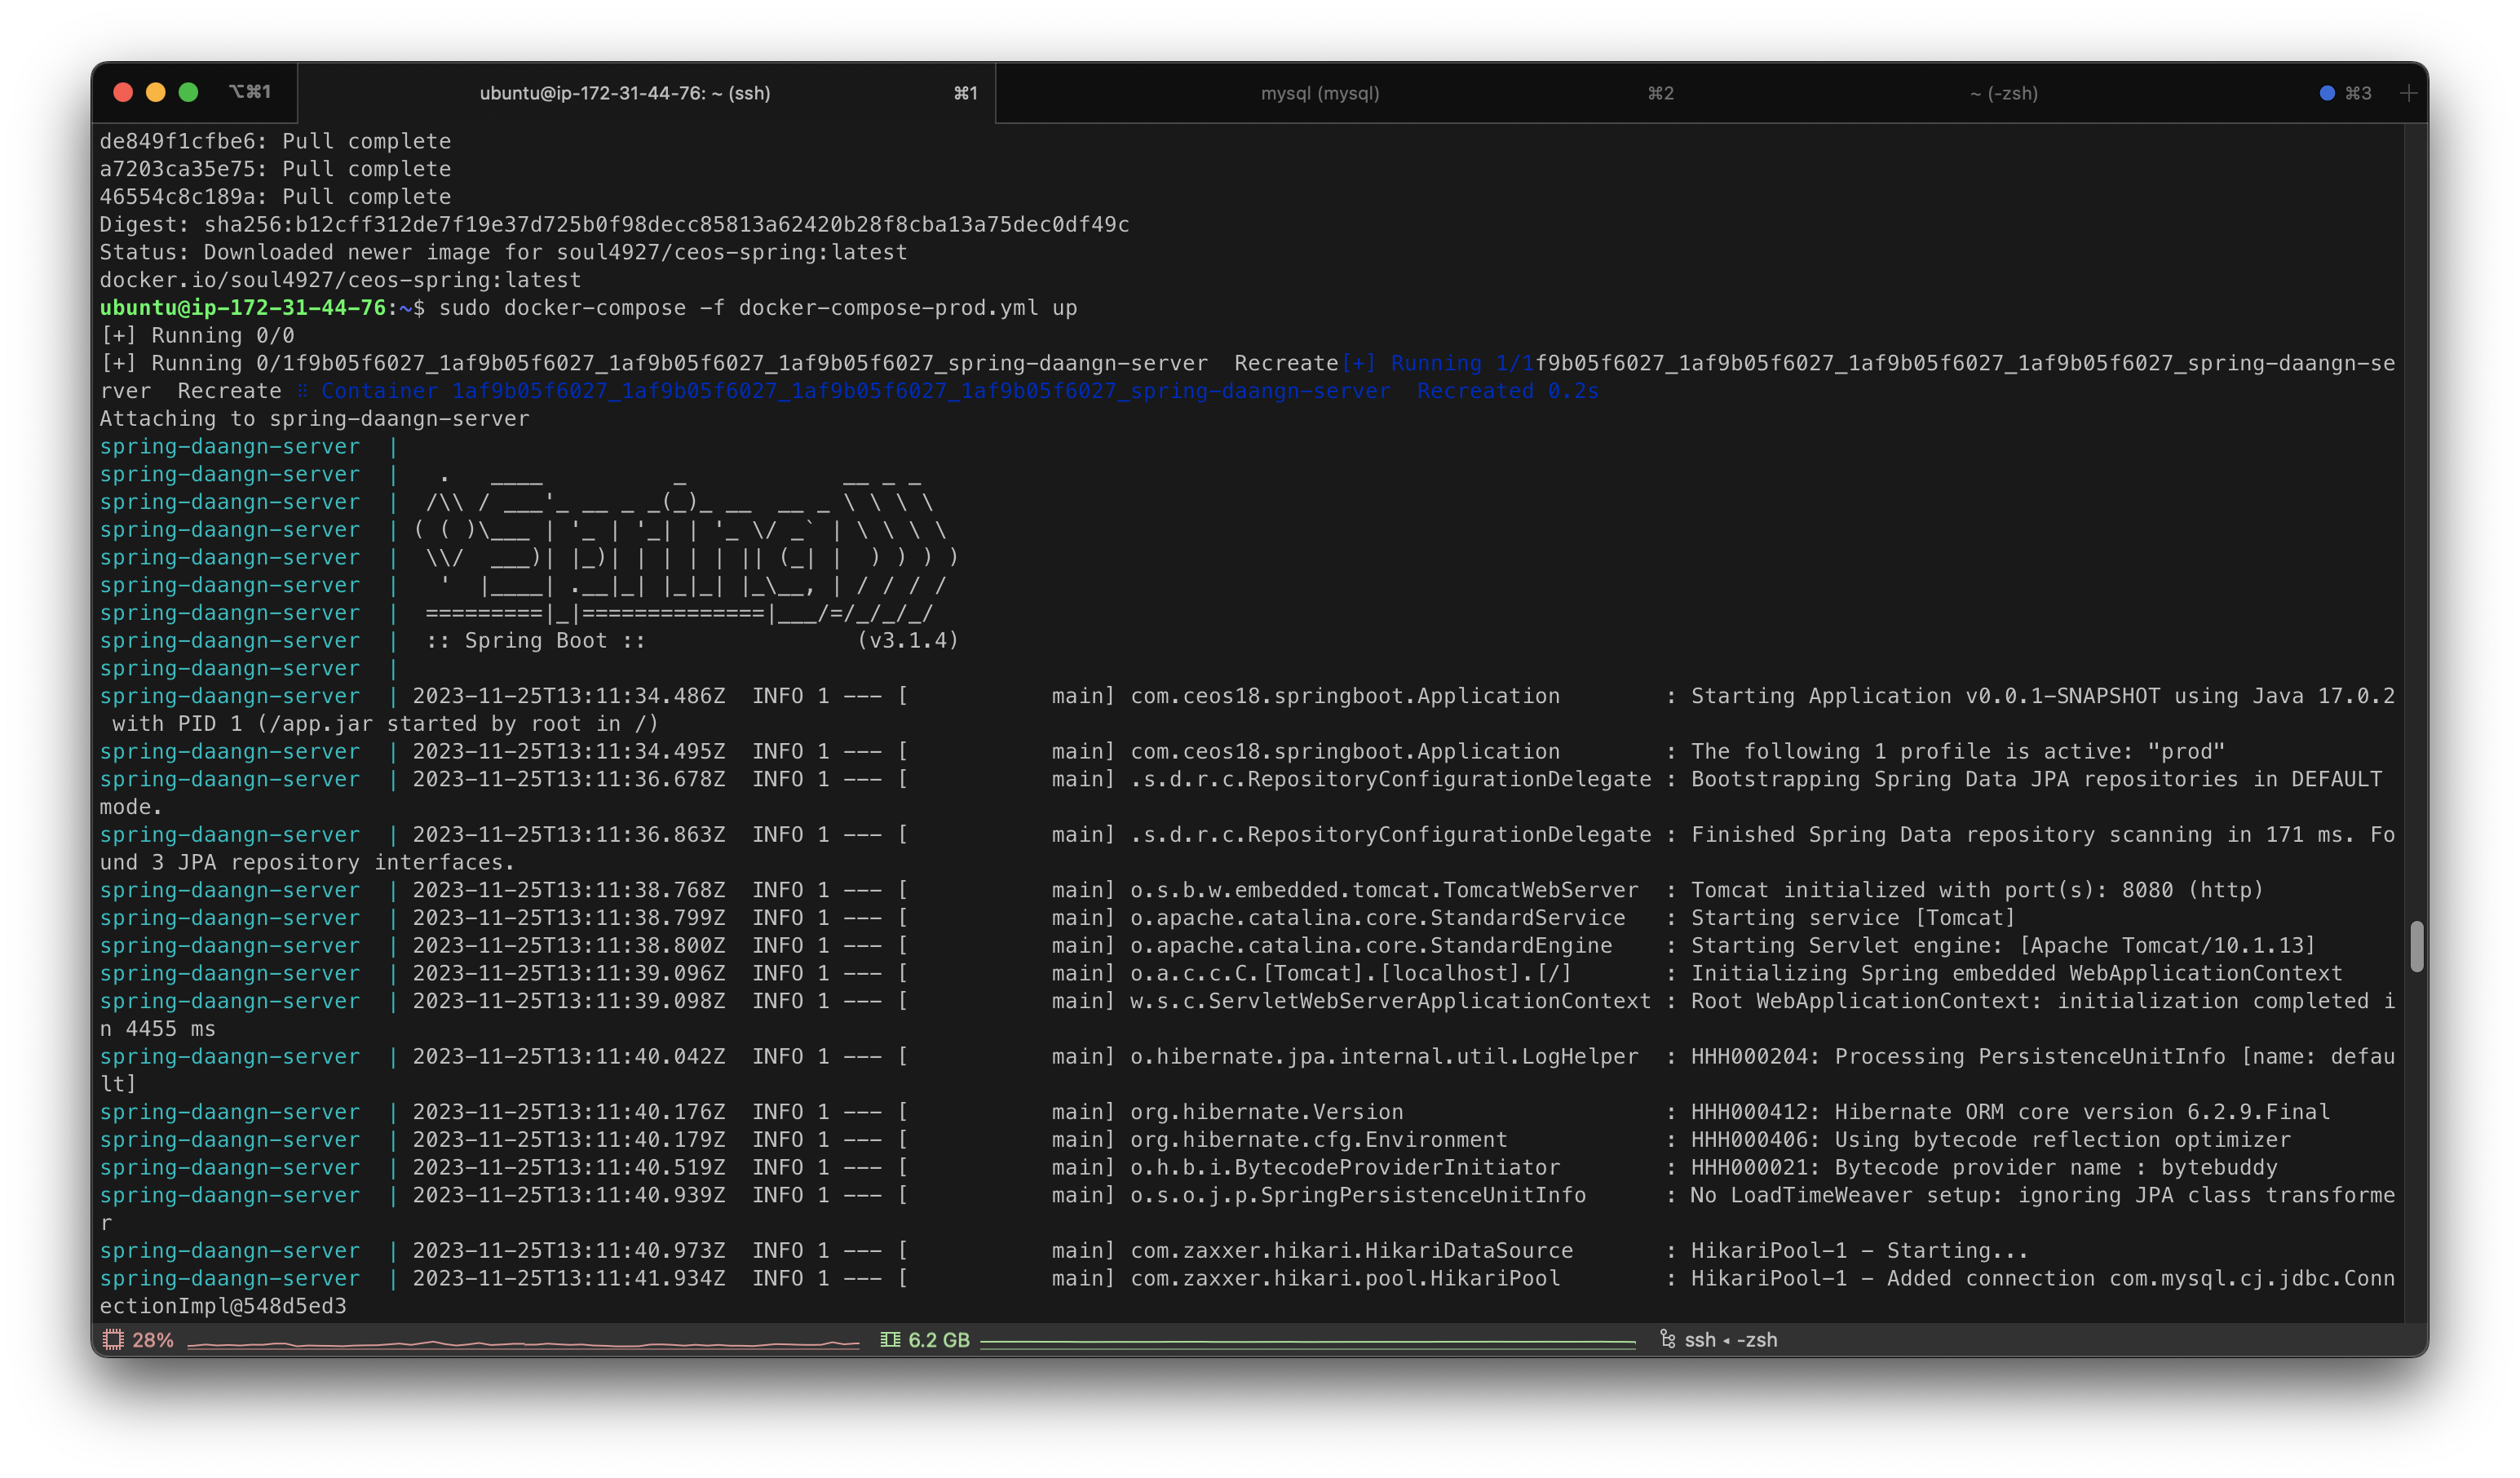 ⌥⌘1 ubuntu@ip-172-31-44-76: ~ (ssh) ⌘1 mysql (mysql) ⌘2 ~ (-zsh) ⌘3 +
de849f1cfbe6: Pull complete
a7203ca35e75: Pull complete
46554c8c189a: Pull complete
Digest: sha256:b12cff312de7f19e37d725b0f98decc85813a62420b28f8cba13a75dec0df49c
Status: Downloaded newer image for soul4927/ceos-spring:latest
docker.io/soul4927/ceos-spring:latest
ubuntu@ip-172-31-44-76:~$ sudo docker-compose -f docker-compose-prod.yml up
[+] Running 0/0
[+] Running 0/1f9b05f6027_1af9b05f6027_1af9b05f6027_1af9b05f6027_spring-daangn-server  Recreate[+] Running 1/1f9b05f6027_1af9b05f6027_1af9b05f6027_1af9b05f6027_spring-daangn-se
rver  Recreate ⠿ Container 1af9b05f6027_1af9b05f6027_1af9b05f6027_1af9b05f6027_spring-daangn-server  Recreated 0.2s
Attaching to spring-daangn-server
spring-daangn-server  |
spring-daangn-server  |   .   ____          _            __ _ _
spring-daangn-server  |  /\\ / ___'_ __ _ _(_)_ __  __ _ \ \ \ \
spring-daangn-server  | ( ( )\___ | '_ | '_| | '_ \/ _` | \ \ \ \
spring-daangn-server  |  \\/  ___)| |_)| | | | | || (_| |  ) ) ) )
spring-daangn-server  |   '  |____| .__|_| |_|_| |_\__, | / / / /
spring-daangn-server  |  =========|_|==============|___/=/_/_/_/
spring-daangn-server  |  :: Spring Boot ::                (v3.1.4)
spring-daangn-server  |
spring-daangn-server  | 2023-11-25T13:11:34.486Z  INFO 1 --- [           main] com.ceos18.springboot.Application        : Starting Application v0.0.1-SNAPSHOT using Java 17.0.2
 with PID 1 (/app.jar started by root in /)
spring-daangn-server  | 2023-11-25T13:11:34.495Z  INFO 1 --- [           main] com.ceos18.springboot.Application        : The following 1 profile is active: "prod"
spring-daangn-server  | 2023-11-25T13:11:36.678Z  INFO 1 --- [           main] .s.d.r.c.RepositoryConfigurationDelegate : Bootstrapping Spring Data JPA repositories in DEFAULT
mode.
spring-daangn-server  | 2023-11-25T13:11:36.863Z  INFO 1 --- [           main] .s.d.r.c.RepositoryConfigurationDelegate : Finished Spring Data repository scanning in 171 ms. Fo
und 3 JPA repository interfaces.
spring-daangn-server  | 2023-11-25T13:11:38.768Z  INFO 1 --- [           main] o.s.b.w.embedded.tomcat.TomcatWebServer  : Tomcat initialized with port(s): 8080 (http)
spring-daangn-server  | 2023-11-25T13:11:38.799Z  INFO 1 --- [           main] o.apache.catalina.core.StandardService   : Starting service [Tomcat]
spring-daangn-server  | 2023-11-25T13:11:38.800Z  INFO 1 --- [           main] o.apache.catalina.core.StandardEngine    : Starting Servlet engine: [Apache Tomcat/10.1.13]
spring-daangn-server  | 2023-11-25T13:11:39.096Z  INFO 1 --- [           main] o.a.c.c.C.[Tomcat].[localhost].[/]       : Initializing Spring embedded WebApplicationContext
spring-daangn-server  | 2023-11-25T13:11:39.098Z  INFO 1 --- [           main] w.s.c.ServletWebServerApplicationContext : Root WebApplicationContext: initialization completed i
n 4455 ms
spring-daangn-server  | 2023-11-25T13:11:40.042Z  INFO 1 --- [           main] o.hibernate.jpa.internal.util.LogHelper  : HHH000204: Processing PersistenceUnitInfo [name: defau
lt]
spring-daangn-server  | 2023-11-25T13:11:40.176Z  INFO 1 --- [           main] org.hibernate.Version                    : HHH000412: Hibernate ORM core version 6.2.9.Final
spring-daangn-server  | 2023-11-25T13:11:40.179Z  INFO 1 --- [           main] org.hibernate.cfg.Environment            : HHH000406: Using bytecode reflection optimizer
spring-daangn-server  | 2023-11-25T13:11:40.519Z  INFO 1 --- [           main] o.h.b.i.BytecodeProviderInitiator        : HHH000021: Bytecode provider name : bytebuddy
spring-daangn-server  | 2023-11-25T13:11:40.939Z  INFO 1 --- [           main] o.s.o.j.p.SpringPersistenceUnitInfo      : No LoadTimeWeaver setup: ignoring JPA class transforme
r
spring-daangn-server  | 2023-11-25T13:11:40.973Z  INFO 1 --- [           main] com.zaxxer.hikari.HikariDataSource       : HikariPool-1 - Starting...
spring-daangn-server  | 2023-11-25T13:11:41.934Z  INFO 1 --- [           main] com.zaxxer.hikari.pool.HikariPool        : HikariPool-1 - Added connection com.mysql.cj.jdbc.Conn
ectionImpl@548d5ed3
28% 6.2 GB ssh ◂ -zsh